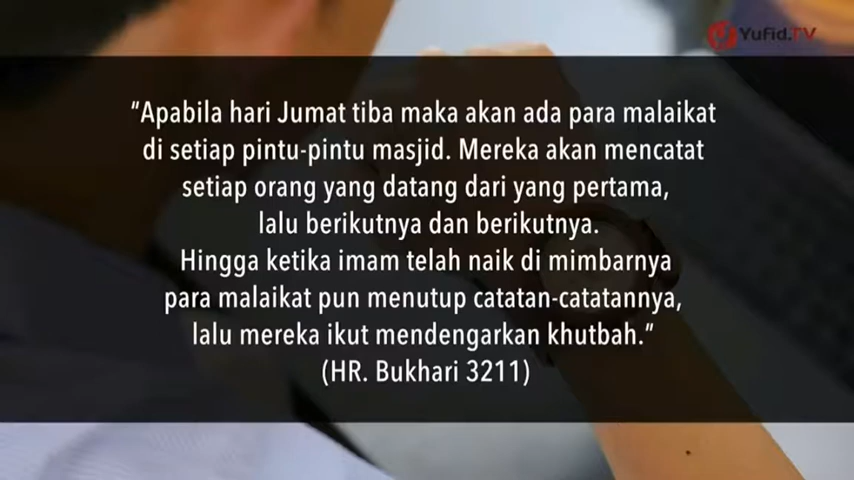 Yufid.TV
“Apabila hari Jumat tiba maka akan ada para malaikat
di setiap pintu-pintu masjid. Mereka akan mencatat
setiap orang yang datang dari yang pertama,
lalu berikutnya dan berikutnya.
Hingga ketika imam telah naik di mimbarnya
para malaikat pun menutup catatan-catatannya,
lalu mereka ikut mendengarkan khutbah.”
(HR. Bukhari 3211)